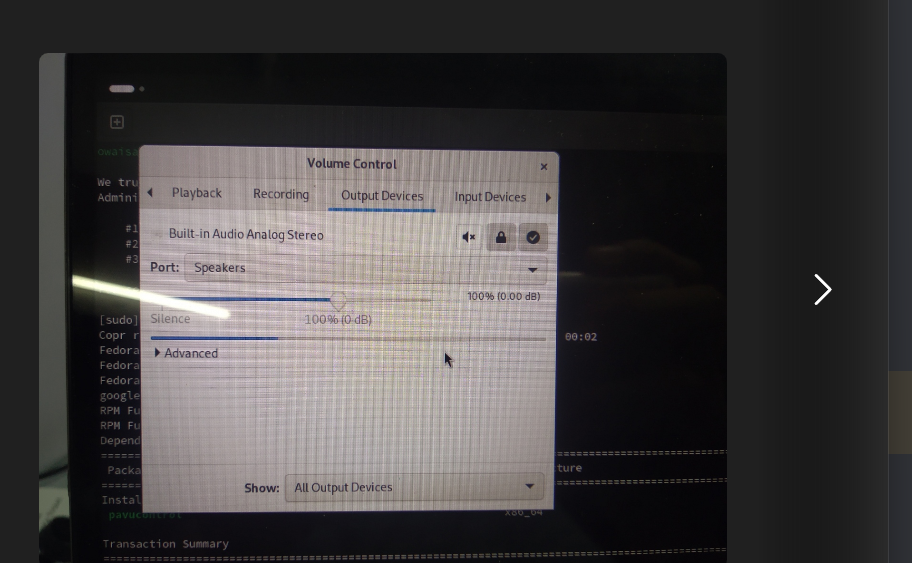 owaisa
Volume Control
We tru
Admini
Playback Recording Output Devices Input Devices
#1
#2
#3
Built-in Audio Analog Stereo
Port: Speakers
100% (0.00 dB)
Silence 100% (0 dB)
[sudo]
Copr r 00:02
Fedora
Advanced
Fedora
Fedora
google
RPM Fu
RPM Fu
Depend
Packa ture
Show: All Output Devices
Instal
pavucontrol x86_64
Transaction Summary